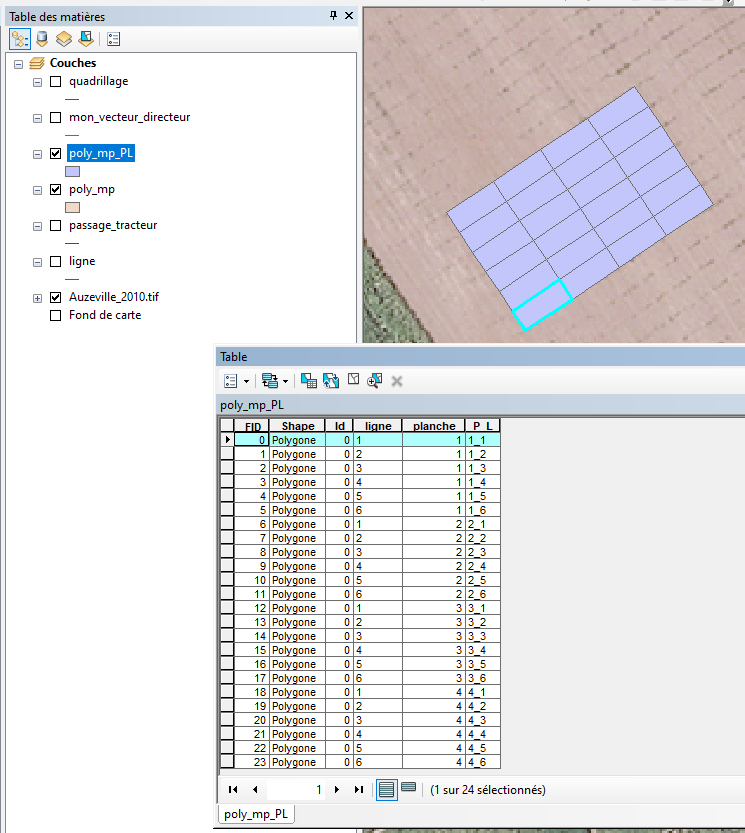 Table des matières
Couches
quadrillage
mon_vecteur_directeur
poly_mp_PL
poly_mp
passage_tracteur
ligne
Auzeville_2010.tif
Fond de carte
Table
poly_mp_PL
FID Shape Id ligne planche P_L
0 Polygone 0 1 1 1_1
1 Polygone 0 2 1 1_2
2 Polygone 0 3 1 1_3
3 Polygone 0 4 1 1_4
4 Polygone 0 5 1 1_5
5 Polygone 0 6 1 1_6
6 Polygone 0 1 2 2_1
7 Polygone 0 2 2 2_2
8 Polygone 0 3 2 2_3
9 Polygone 0 4 2 2_4
10 Polygone 0 5 2 2_5
11 Polygone 0 6 2 2_6
12 Polygone 0 1 3 3_1
13 Polygone 0 2 3 3_2
14 Polygone 0 3 3 3_3
15 Polygone 0 4 3 3_4
16 Polygone 0 5 3 3_5
17 Polygone 0 6 3 3_6
18 Polygone 0 1 4 4_1
19 Polygone 0 2 4 4_2
20 Polygone 0 3 4 4_3
21 Polygone 0 4 4 4_4
22 Polygone 0 5 4 4_5
23 Polygone 0 6 4 4_6
1 (1 sur 24 sélectionnés)
poly_mp_PL